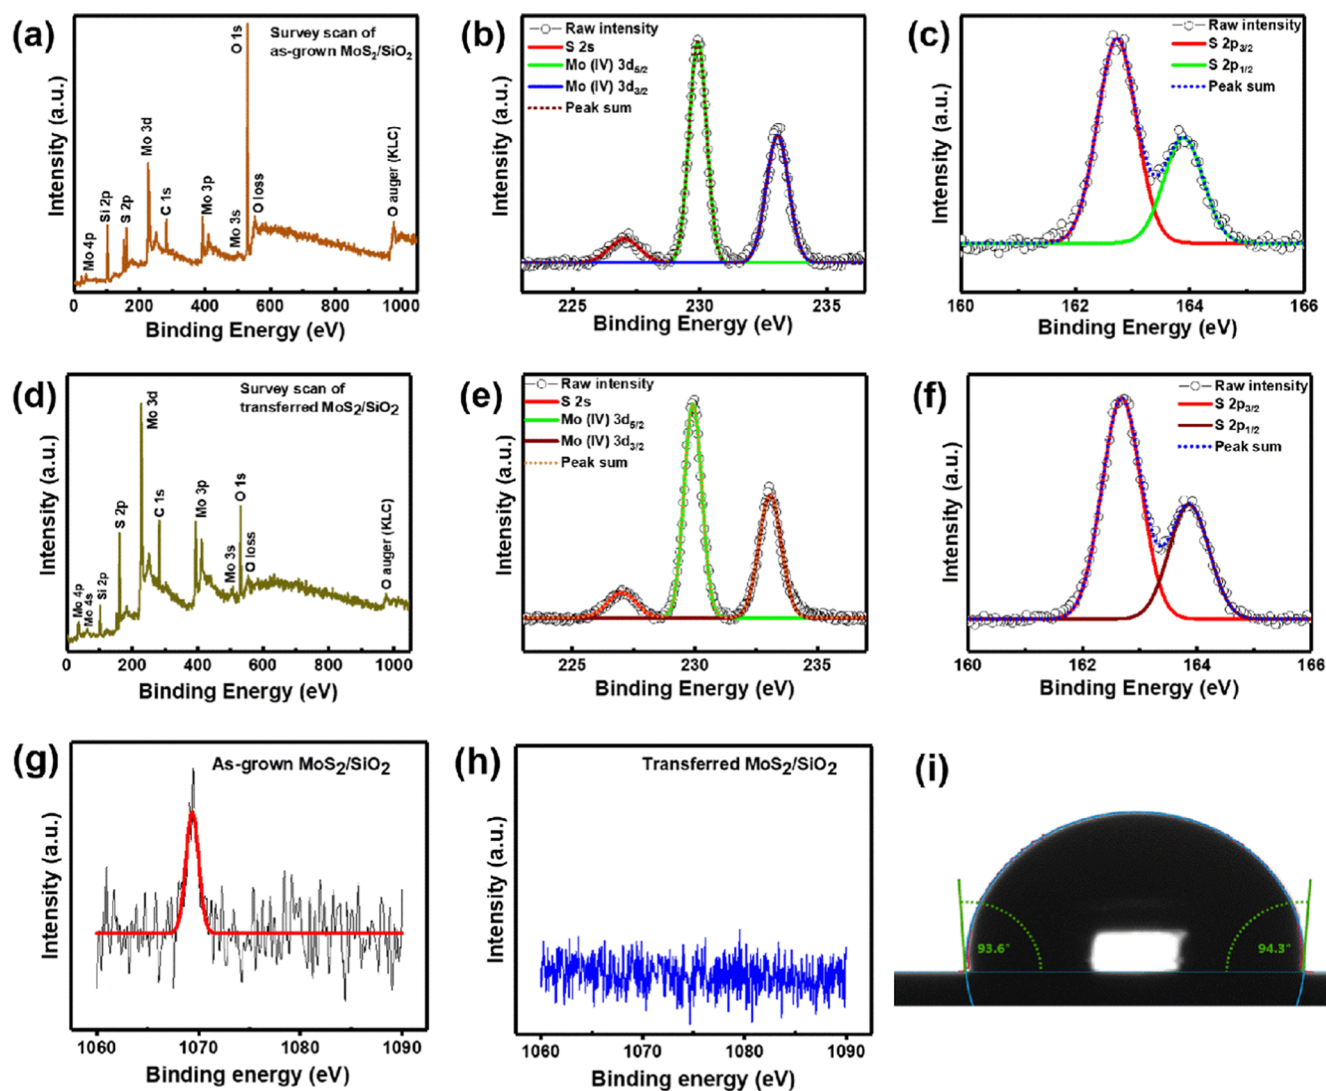 (a)
Survey scan of
as-grown MoS2/SiO2
Intensity (a.u.)
Mo 4p
Si 2p
S 2p
Mo 3d
C 1s
Mo 3p
Mo 3s
O 1s
O loss
O auger (KLC)
0 200 400 600 800 1000
Binding Energy (eV)
(b)
Raw intensity
S 2s
Mo (IV) 3d5/2
Mo (IV) 3d3/2
Peak sum
Intensity (a.u.)
225 230 235
Binding Energy (eV)
(c)
Raw intensity
S 2p3/2
S 2p1/2
Peak sum
Intensity (a.u.)
160 162 164 166
Binding Energy (eV)
(d)
Survey scan of
transferred MoS2/SiO2
Intensity (a.u.)
Mo 4p
Mo 4s
Si 2p
S 2p
Mo 3d
C 1s
Mo 3p
Mo 3s
O 1s
O loss
O auger (KLC)
0 200 400 600 800 1000
Binding Energy (eV)
(e)
Raw intensity
S 2s
Mo (IV) 3d5/2
Mo (IV) 3d3/2
Peak sum
Intensity (a.u.)
225 230 235
Binding Energy (eV)
(f)
Raw intensity
S 2p3/2
S 2p1/2
Peak sum
Intensity (a.u.)
160 162 164 166
Binding Energy (eV)
(g)
As-grown MoS2/SiO2
Intensity (a.u.)
1060 1070 1080 1090
Binding energy (eV)
(h)
Transferred MoS2/SiO2
Intensity (a.u.)
1060 1070 1080 1090
Binding energy (eV)
(i)
93.6°
94.3°